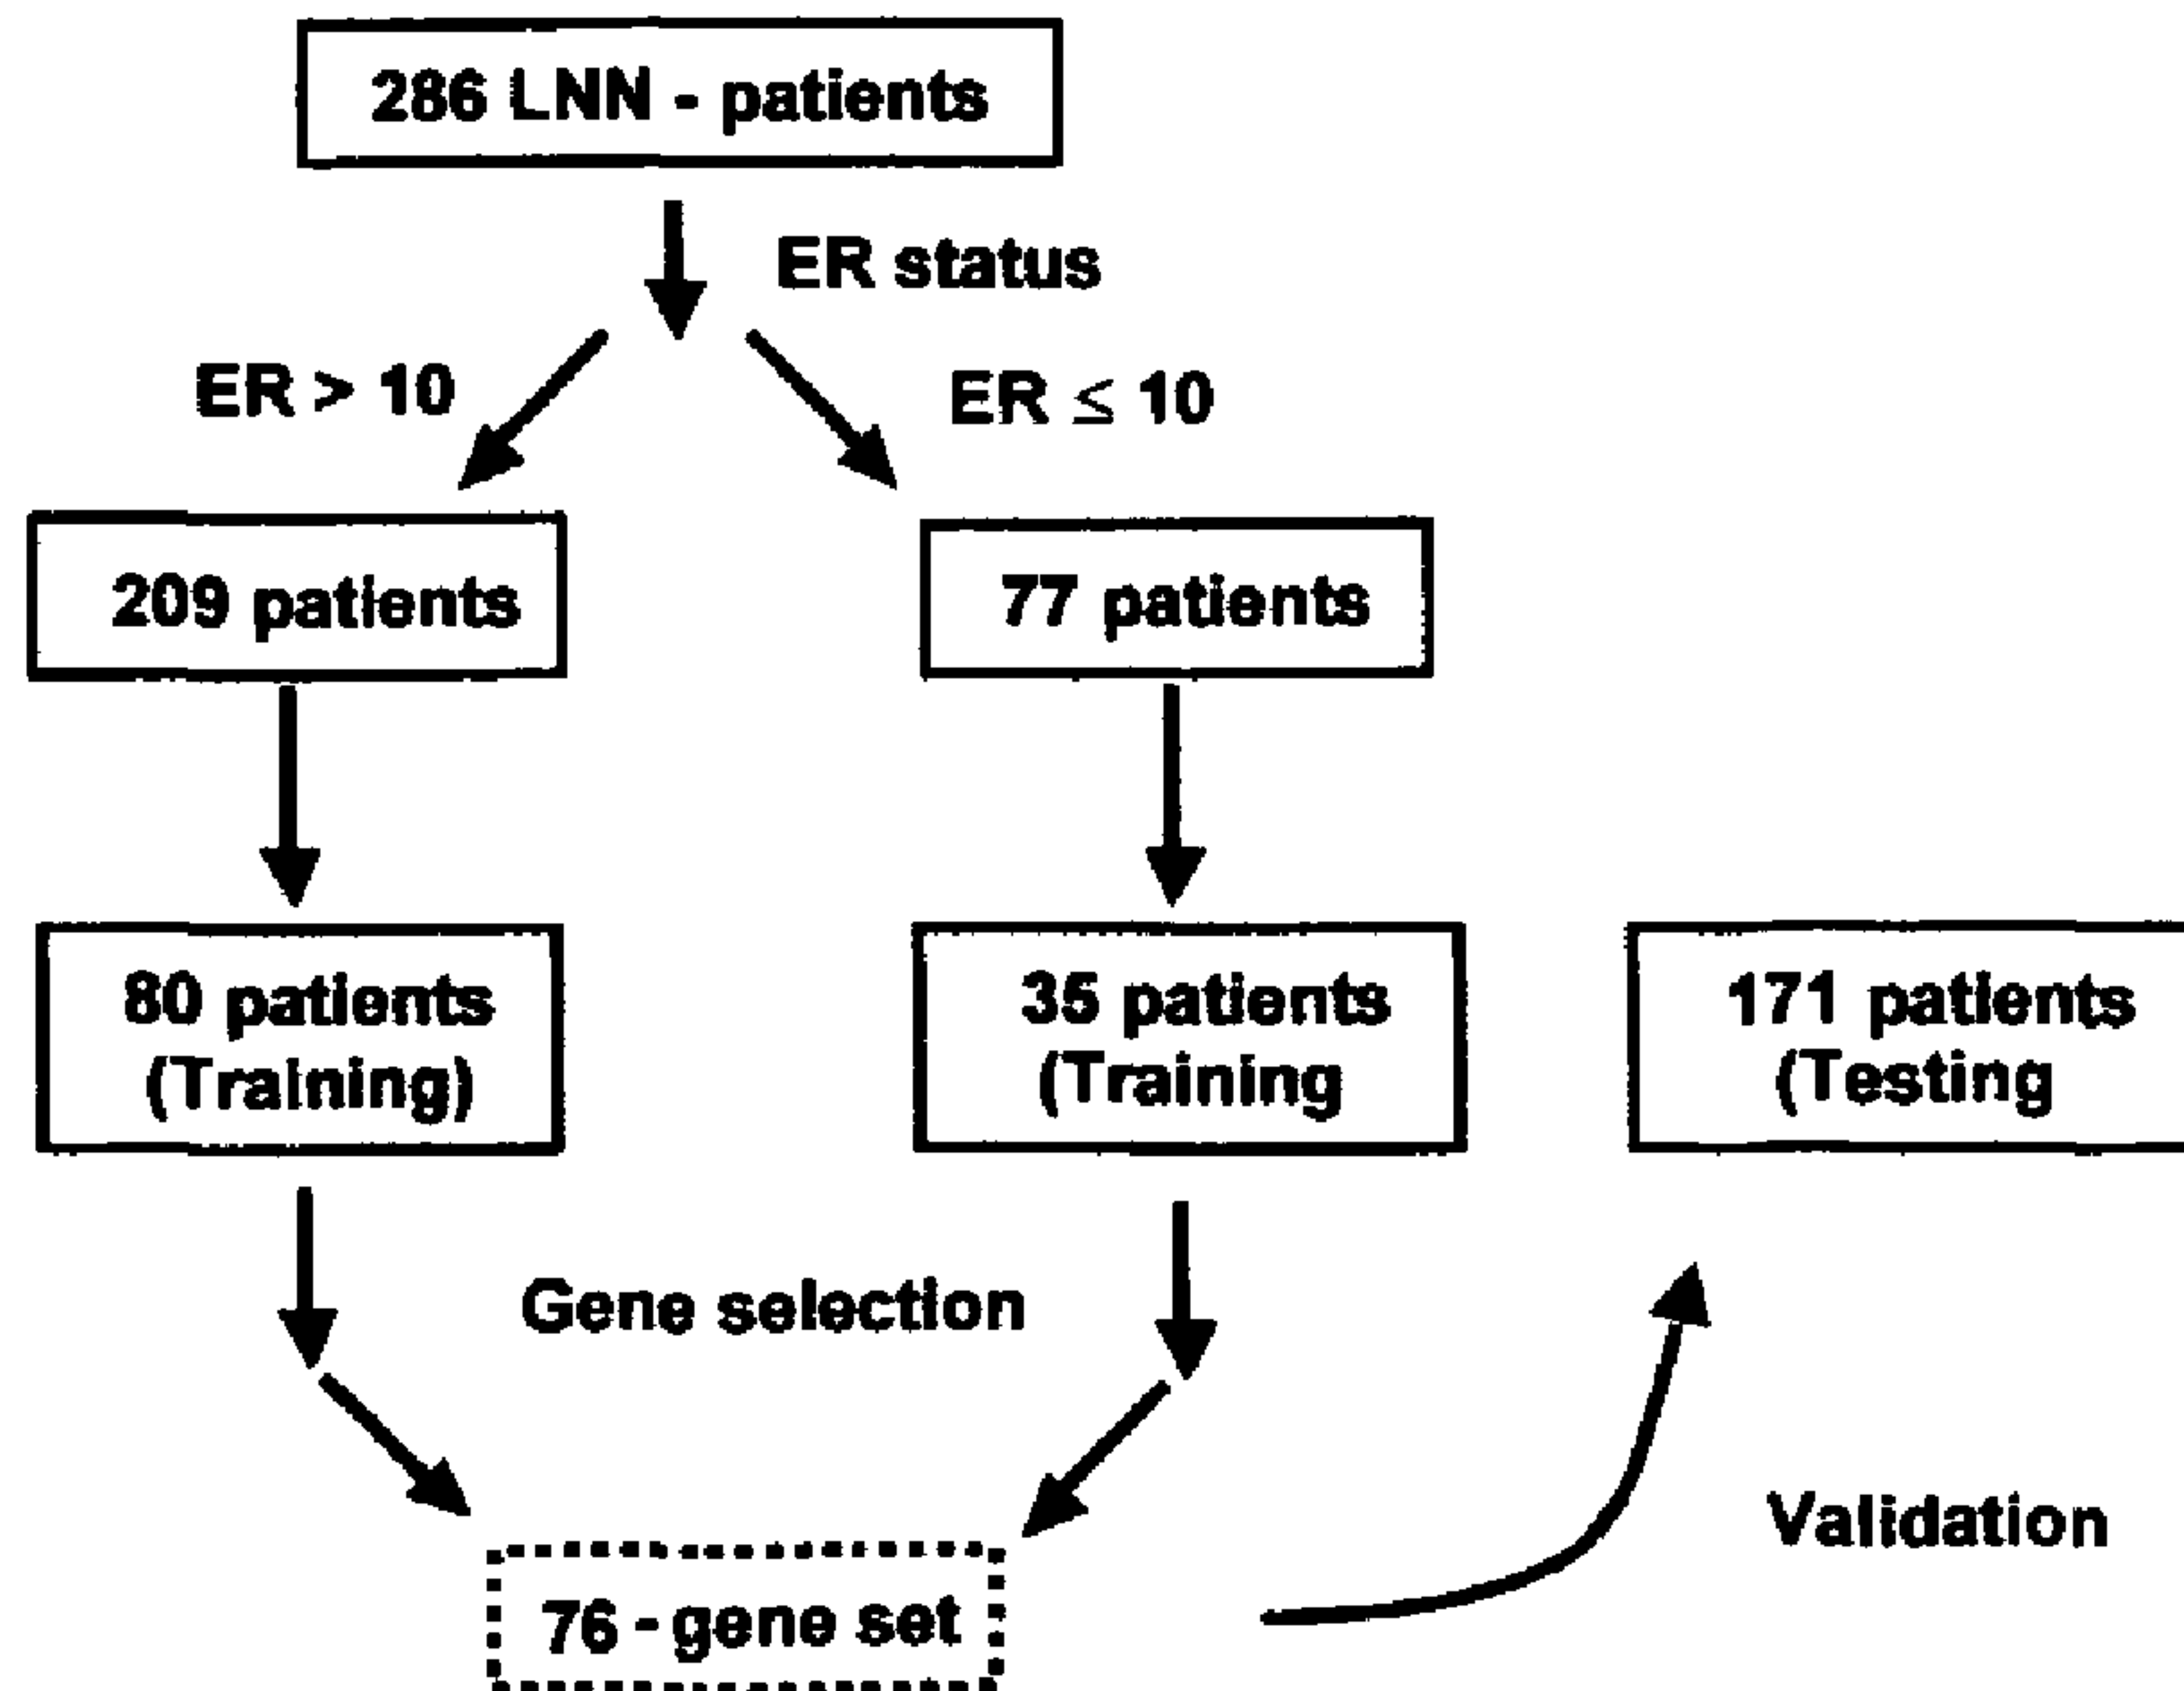 286 LNN - patients
ER status
ER > 10
ER ≤ 10
209 patients
77 patients
80 patients
(Training)
35 patients
(Training
171 patients
(Testing
Gene selection
Validation
76 - gene set